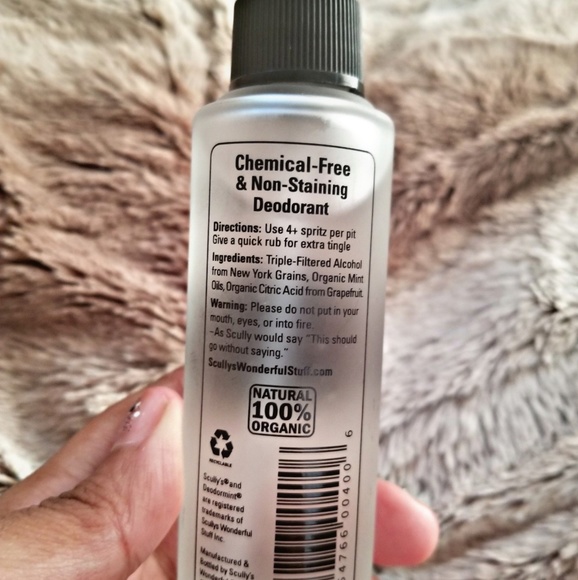 Chemical-Free
& Non-Staining
Deodorant
Directions: Use 4+ spritz per pit
Give a quick rub for extra tingle
Ingredients: Triple-Filtered Alcohol
from New York Grains, Organic Mint
Oils, Organic Citric Acid from Grapefruit.
Warning: Please do not put in your
mouth, eyes, or into fire.
-As Scully would say "This should
go without saying."
ScullysWonderfulStuff.com
NATURAL
100%
ORGANIC
RECYCLABLE
Scully's® and
Deodormint®
are registered
trademarks of
Scullys Wonderful
Stuff Inc.
Manufactured &
Bottled by Scully's
4766 00400 6